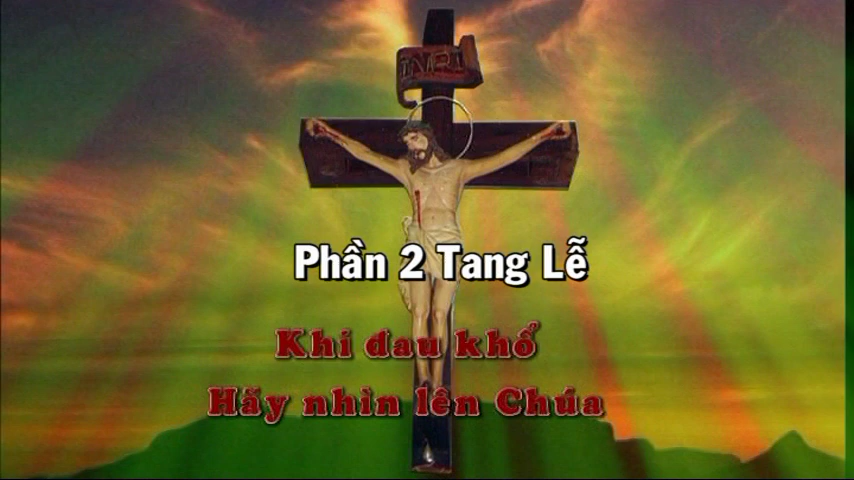 INRI
Phần 2 Tang Lễ
Khi đau khổ
Hãy nhìn lên Chúa